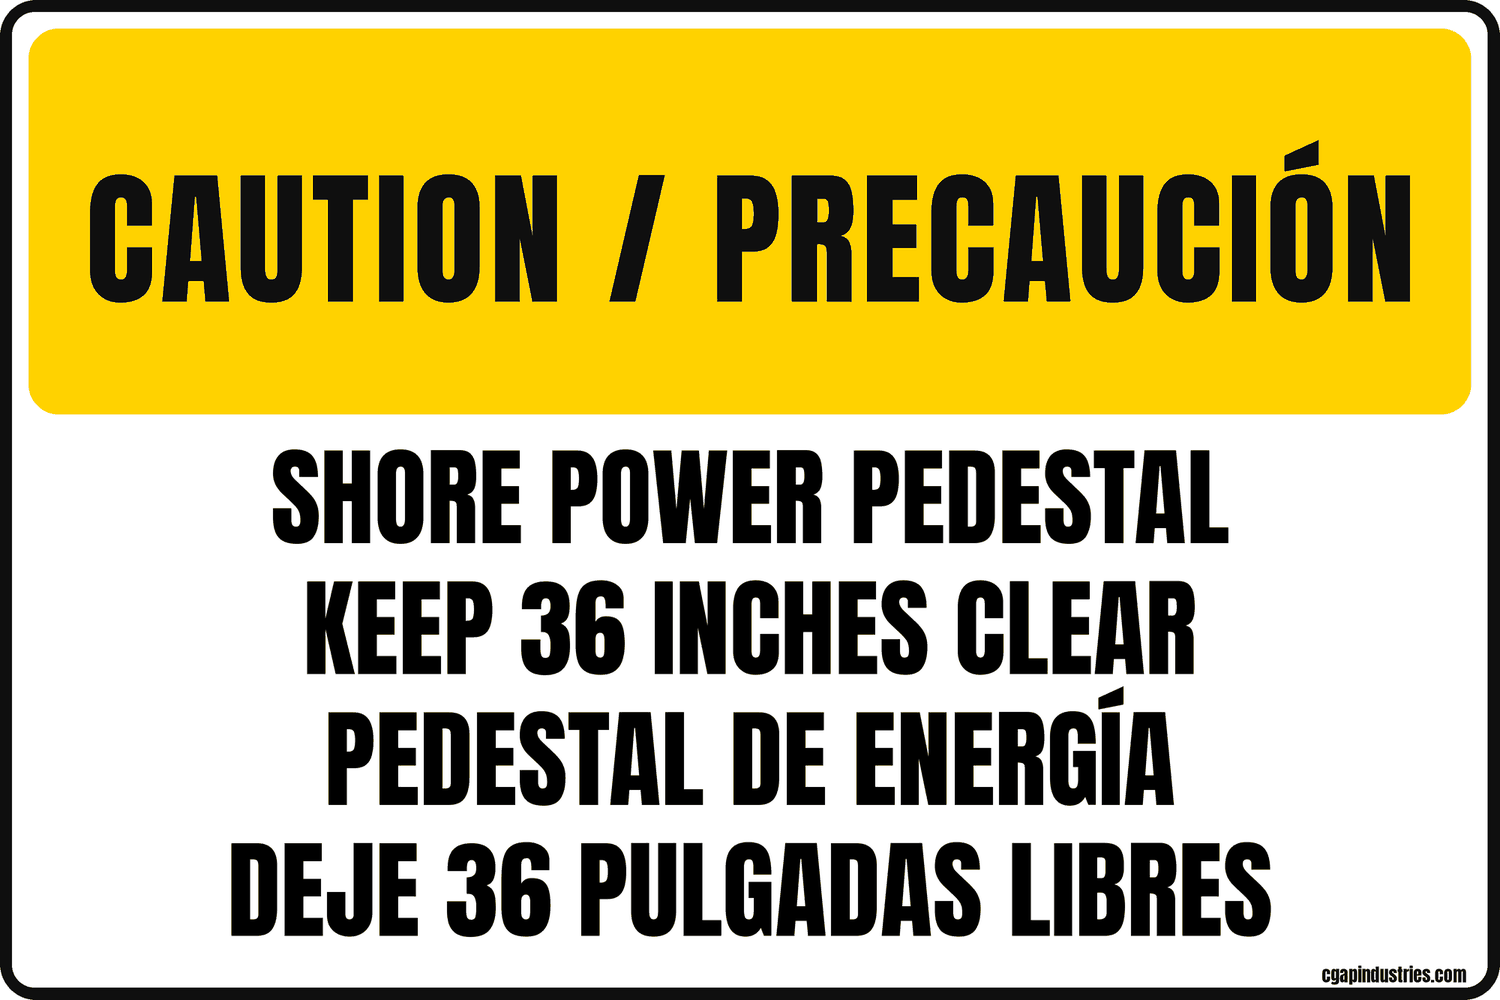 CAUTION / PRECAUCIÓN
SHORE POWER PEDESTAL
KEEP 36 INCHES CLEAR
PEDESTAL DE ENERGÍA
DEJE 36 PULGADAS LIBRES
cgapindustries.com